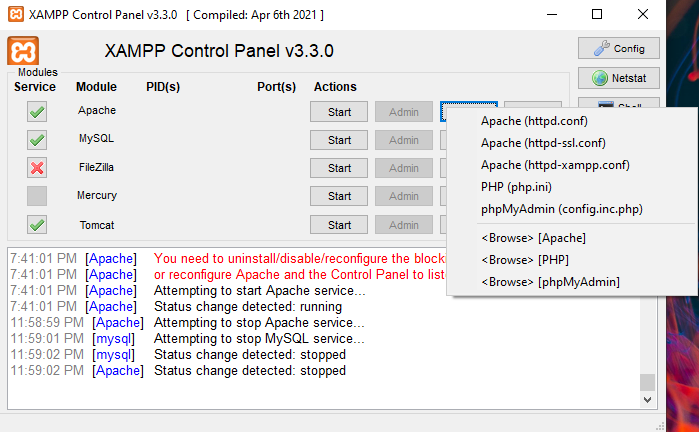 XAMPP Control Panel v3.3.0 [ Compiled: Apr 6th 2021 ]
XAMPP Control Panel v3.3.0
Config
Modules
Service Module PID(s) Port(s) Actions
Netstat
Shell
Apache Start Admin
MySQL Start Admin
FileZilla Start Admin
Mercury Start Admin
Tomcat Start Admin
Apache (httpd.conf)
Apache (httpd-ssl.conf)
Apache (httpd-xampp.conf)
PHP (php.ini)
phpMyAdmin (config.inc.php)
<Browse> [Apache]
<Browse> [PHP]
<Browse> [phpMyAdmin]
7:41:01 PM [Apache] You need to uninstall/disable/reconfigure the block
7:41:01 PM [Apache] or reconfigure Apache and the Control Panel to list
7:41:01 PM [Apache] Attempting to start Apache service...
7:41:01 PM [Apache] Status change detected: running
11:58:59 PM [Apache] Attempting to stop Apache service...
11:59:01 PM [mysql] Attempting to stop MySQL service...
11:59:02 PM [mysql] Status change detected: stopped
11:59:02 PM [Apache] Status change detected: stopped